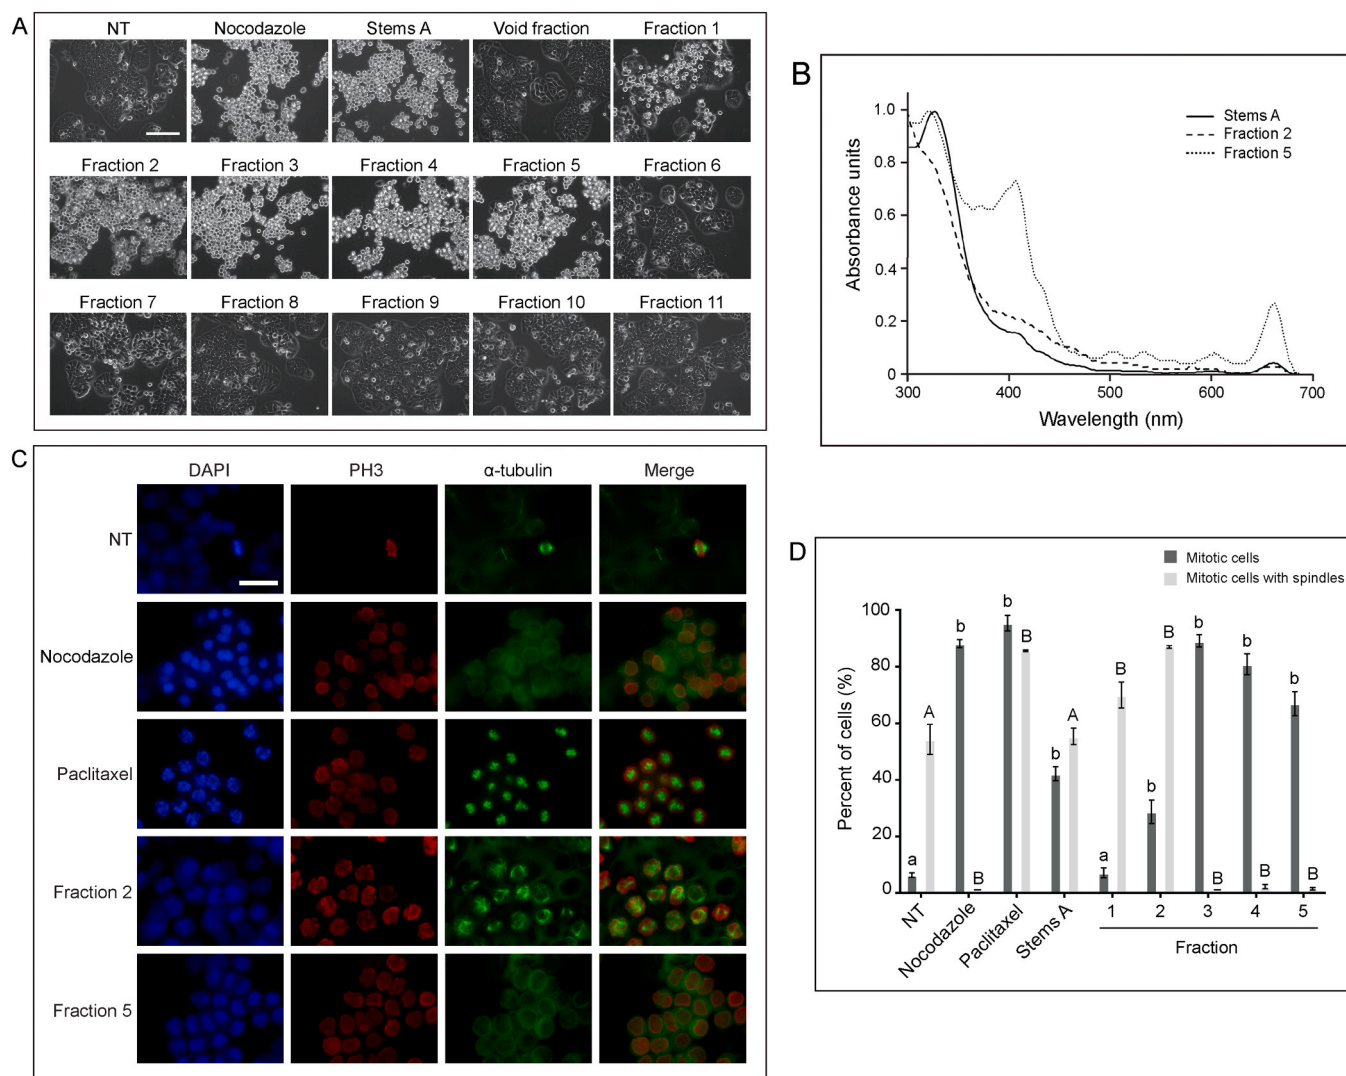 A
NT Nocodazole Stems A Void fraction Fraction 1
Fraction 2 Fraction 3 Fraction 4 Fraction 5 Fraction 6
Fraction 7 Fraction 8 Fraction 9 Fraction 10 Fraction 11
B
Absorbance units
1.0
0.8
0.6
0.4
0.2
0
300 400 500 600 700
Wavelength (nm)
Stems A
Fraction 2
Fraction 5
C
DAPI PH3 α-tubulin Merge
NT
Nocodazole
Paclitaxel
Fraction 2
Fraction 5
D
Mitotic cells
Mitotic cells with spindles
Percent of cells (%)
100
80
60
40
20
0
a A b B b B b A a B b B b B b B b B
NT Nocodazole Paclitaxel Stems A 1 2 3 4 5
Fraction